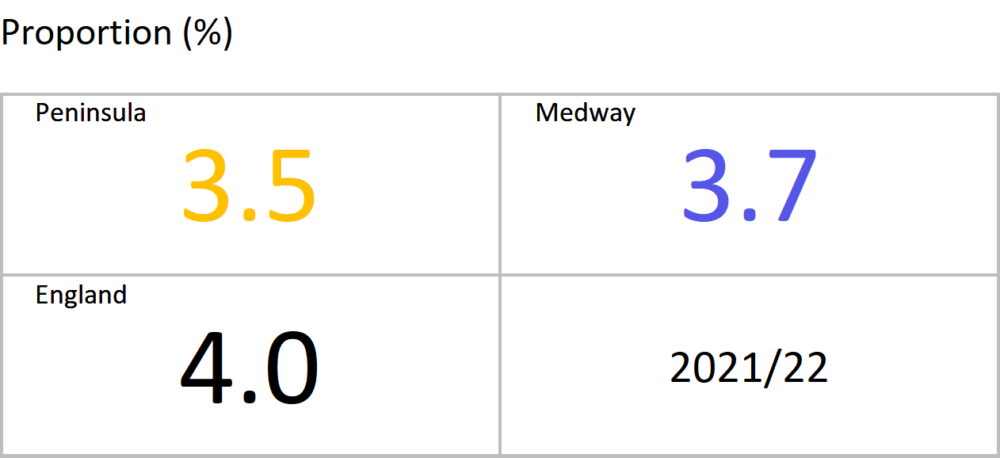 Proportion (%)
Peninsula
3.5
Medway
3.7
England
4.0
2021/22